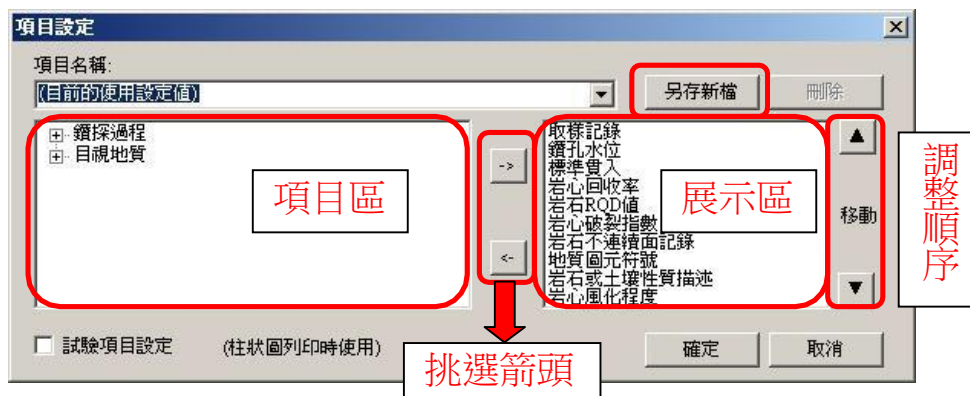 項目設定
項目名稱:
(目前的使用設定值)
另存新檔
刪除
鑽探過程
目視地質
項目區
->
<-
取樣記錄
鑽孔水位
標準貫入
岩心回收率
岩石RQD值
岩心破裂指數
岩石不連續面記錄
地質圖元符號
岩石或土壤性質描述
岩心風化程度
展示區
移動
調整順序
試驗項目設定
(柱狀圖列印時使用)
挑選箭頭
確定
取消